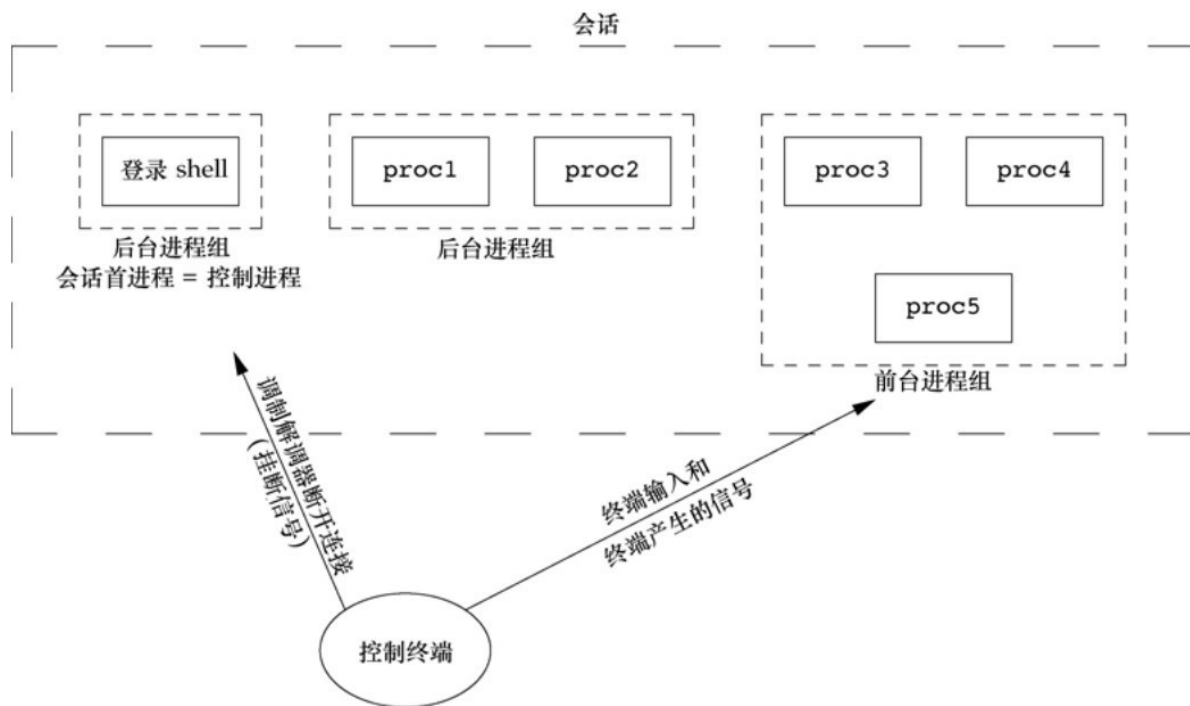 会话
登录 shell
proc1
proc2
proc3
proc4
后台进程组
会话首进程 = 控制进程
后台进程组
proc5
前台进程组
调制解调器断开连接
(挂断信号)
终端输入和
终端产生的信号
控制终端